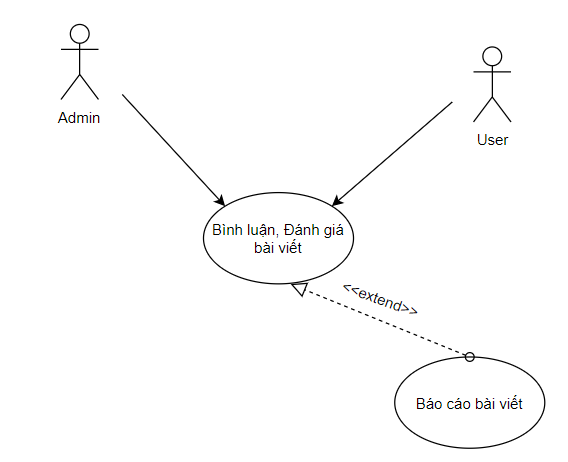 Admin
User
Bình luận, Đánh giá
bài viết
<<extend>>
Báo cáo bài viết